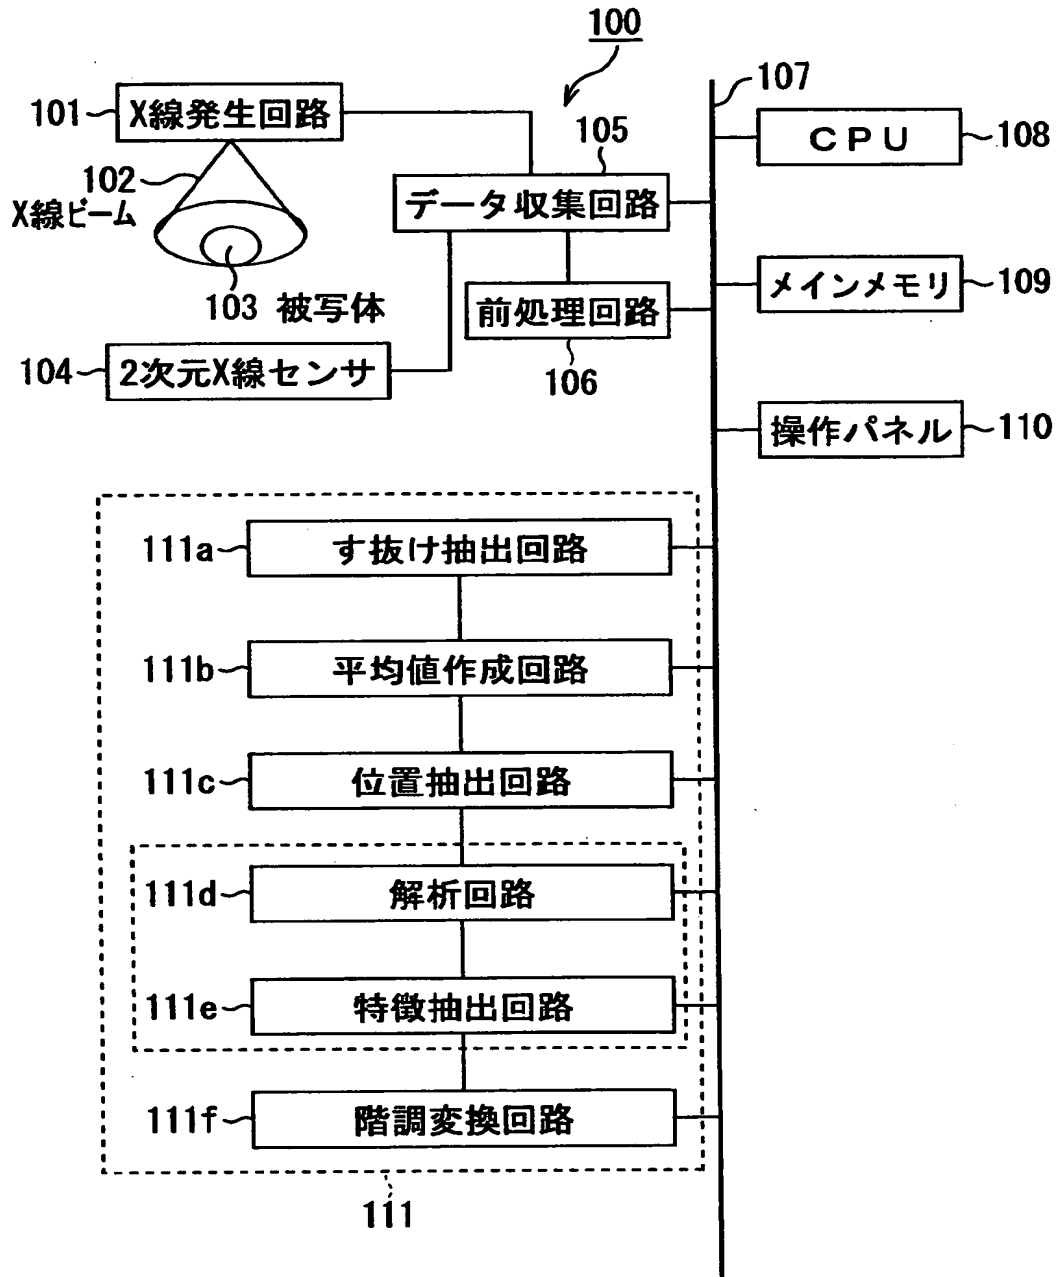 100
107
101 X線発生回路
105
CPU 108
102
X線ビーム
データ収集回路
103 被写体
前処理回路
メインメモリ 109
104 2次元X線センサ
106
操作パネル 110
111a す抜け抽出回路
111b 平均値作成回路
111c 位置抽出回路
111d 解析回路
111e 特徴抽出回路
111f 階調変換回路
111